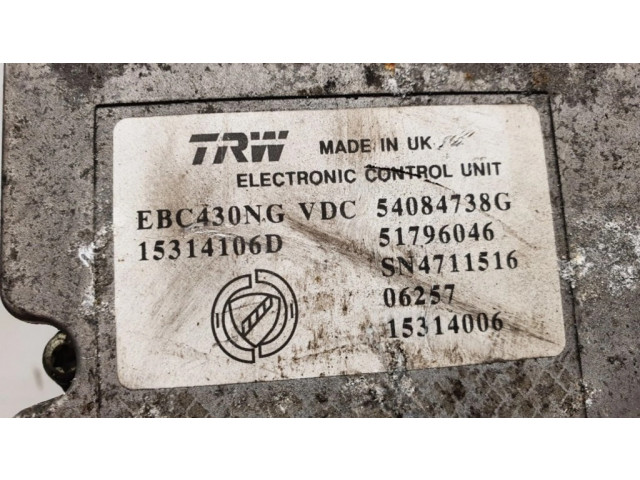 TRW MADE IN UK
ELECTRONIC CONTROL UNIT
EBC430NG VDC 54084738G
15314106D 51796046
SN4711516
06257
15314006